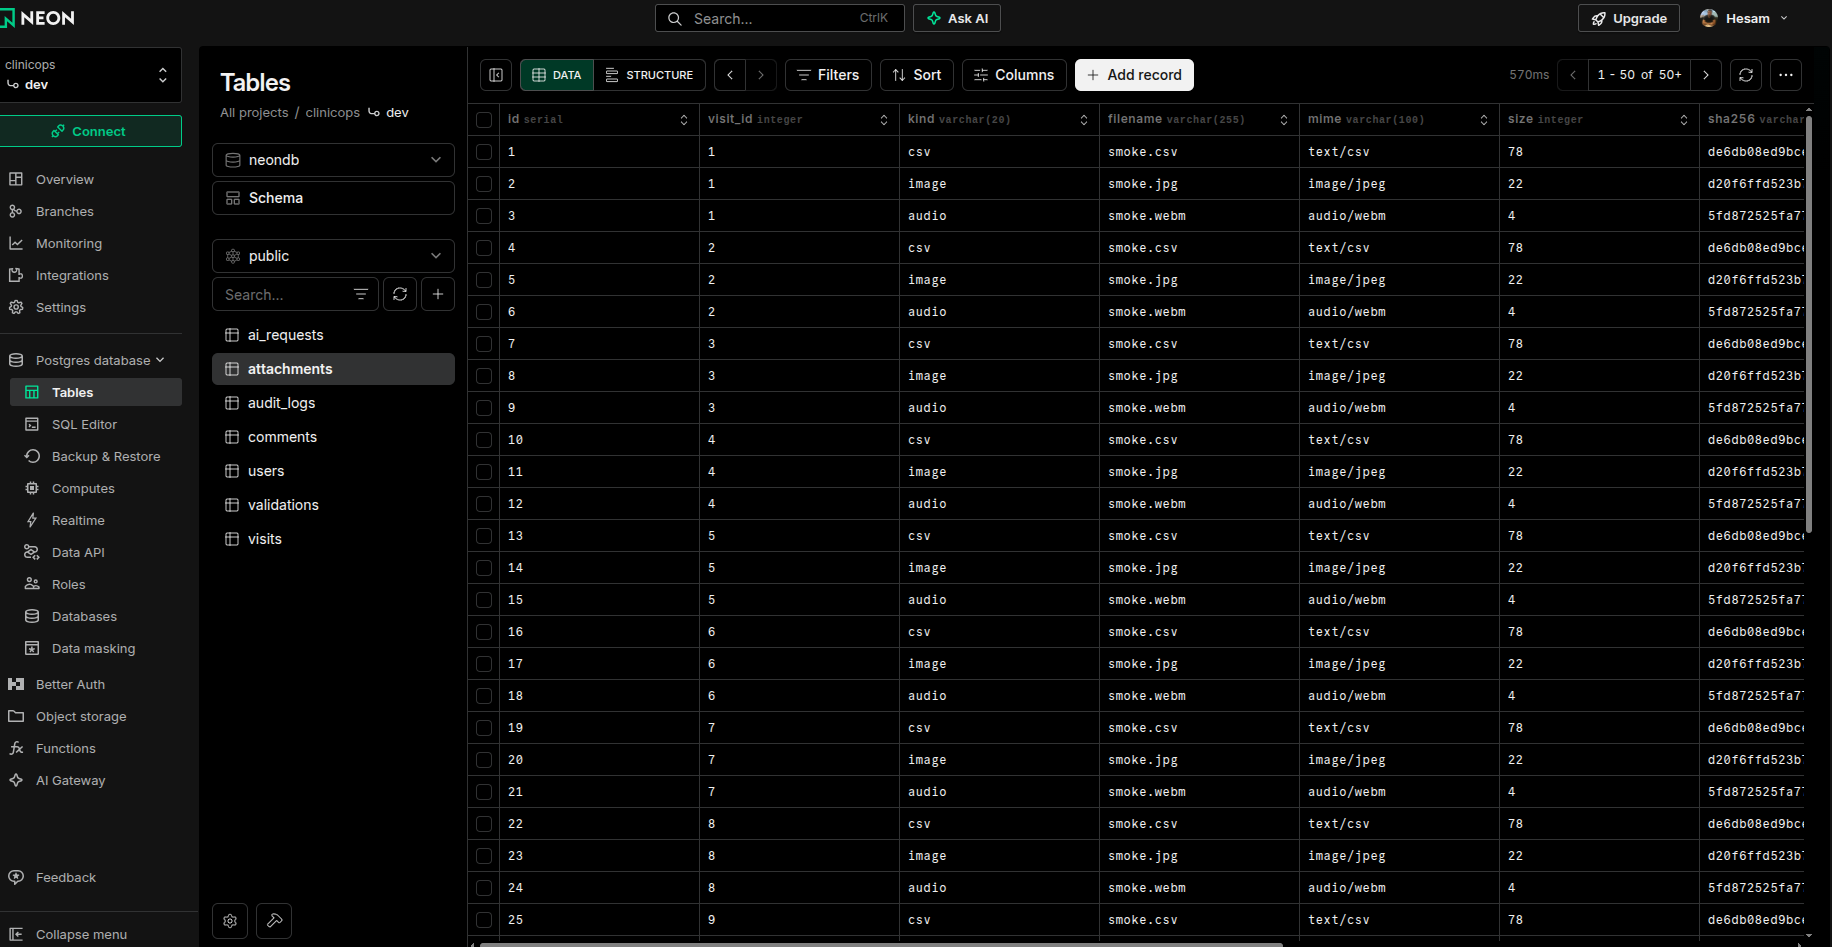 NEON
Search...
CtrlK
Ask AI
Upgrade
Hesam
clinicops
dev
Connect
Overview
Branches
Monitoring
Integrations
Settings
Postgres database
Tables
SQL Editor
Backup & Restore
Computes
Realtime
Data API
Roles
Databases
Data masking
Better Auth
Object storage
Functions
AI Gateway
Feedback
Collapse menu
Tables
All projects / clinicops dev
neondb
Schema
public
Search...
ai_requests
attachments
audit_logs
comments
users
validations
visits
DATA STRUCTURE Filters Sort Columns Add record 570ms 1 - 50 of 50+
id serial visit_id integer kind varchar(20) filename varchar(255) mime varchar(100) size integer sha256 varchar
1 1 csv smoke.csv text/csv 78 de6db08ed9bc
2 1 image smoke.jpg image/jpeg 22 d20f6ffd523b
3 1 audio smoke.webm audio/webm 4 5fd872525fa7
4 2 csv smoke.csv text/csv 78 de6db08ed9bc
5 2 image smoke.jpg image/jpeg 22 d20f6ffd523b
6 2 audio smoke.webm audio/webm 4 5fd872525fa7
7 3 csv smoke.csv text/csv 78 de6db08ed9bc
8 3 image smoke.jpg image/jpeg 22 d20f6ffd523b
9 3 audio smoke.webm audio/webm 4 5fd872525fa7
10 4 csv smoke.csv text/csv 78 de6db08ed9bc
11 4 image smoke.jpg image/jpeg 22 d20f6ffd523b
12 4 audio smoke.webm audio/webm 4 5fd872525fa7
13 5 csv smoke.csv text/csv 78 de6db08ed9bc
14 5 image smoke.jpg image/jpeg 22 d20f6ffd523b
15 5 audio smoke.webm audio/webm 4 5fd872525fa7
16 6 csv smoke.csv text/csv 78 de6db08ed9bc
17 6 image smoke.jpg image/jpeg 22 d20f6ffd523b
18 6 audio smoke.webm audio/webm 4 5fd872525fa7
19 7 csv smoke.csv text/csv 78 de6db08ed9bc
20 7 image smoke.jpg image/jpeg 22 d20f6ffd523b
21 7 audio smoke.webm audio/webm 4 5fd872525fa7
22 8 csv smoke.csv text/csv 78 de6db08ed9bc
23 8 image smoke.jpg image/jpeg 22 d20f6ffd523b
24 8 audio smoke.webm audio/webm 4 5fd872525fa7
25 9 csv smoke.csv text/csv 78 de6db08ed9bc